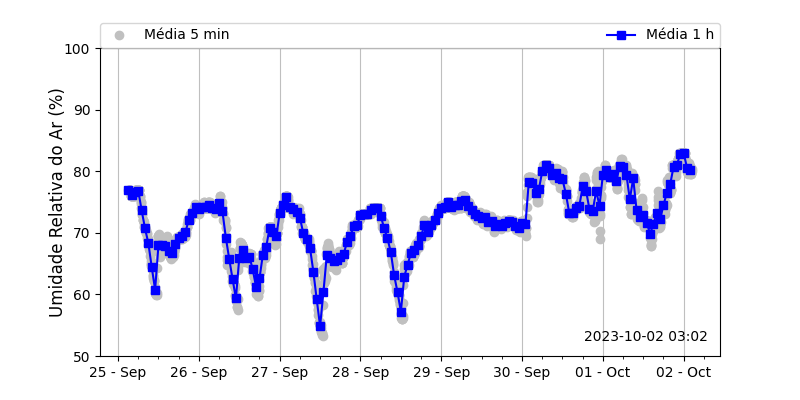 Média 5 min
Média 1 h
Umidade Relativa do Ar (%)
100
90
80
70
60
50
2023-10-02 03:02
25 - Sep
26 - Sep
27 - Sep
28 - Sep
29 - Sep
30 - Sep
01 - Oct
02 - Oct